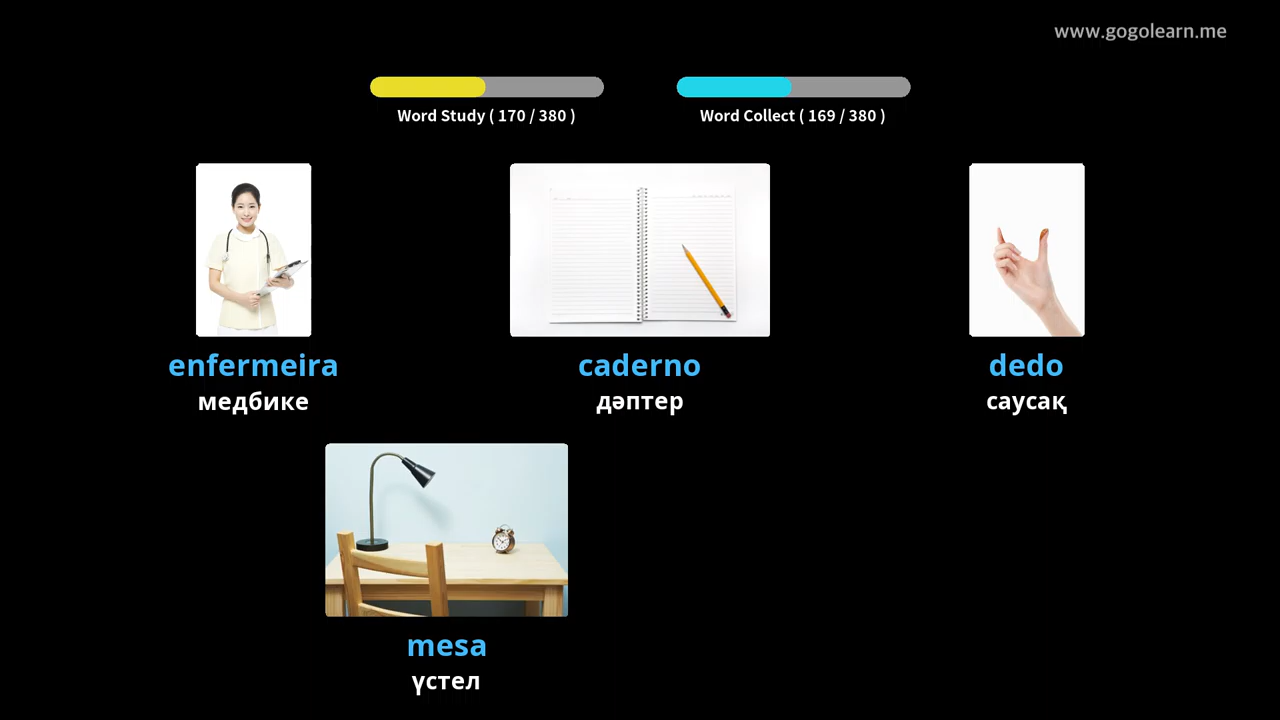 www.gogolearn.me
Word Study ( 170 / 380 )
Word Collect ( 169 / 380 )
enfermeira
медбике
caderno
дәптер
dedo
саусақ
mesa
үстел